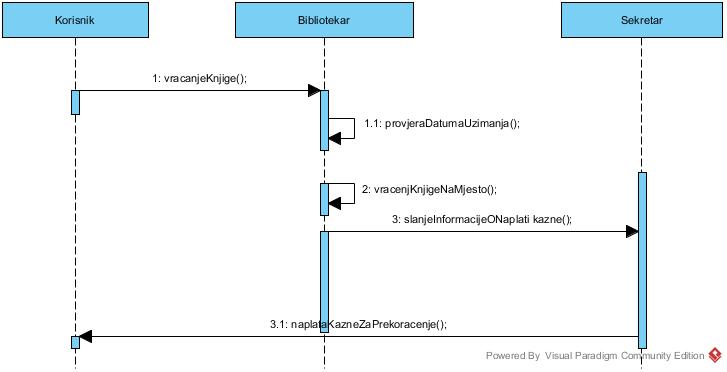 Korisnik
Bibliotekar
Sekretar
1: vracanjeKnjige();
1.1: provjeraDatumaUzimanja();
2: vracenjKnjigeNaMjesto();
3: slanjeInformacijeONaplati kazne();
3.1: naplataKazneZaPrekoracenje();
Powered By Visual Paradigm Community Edition